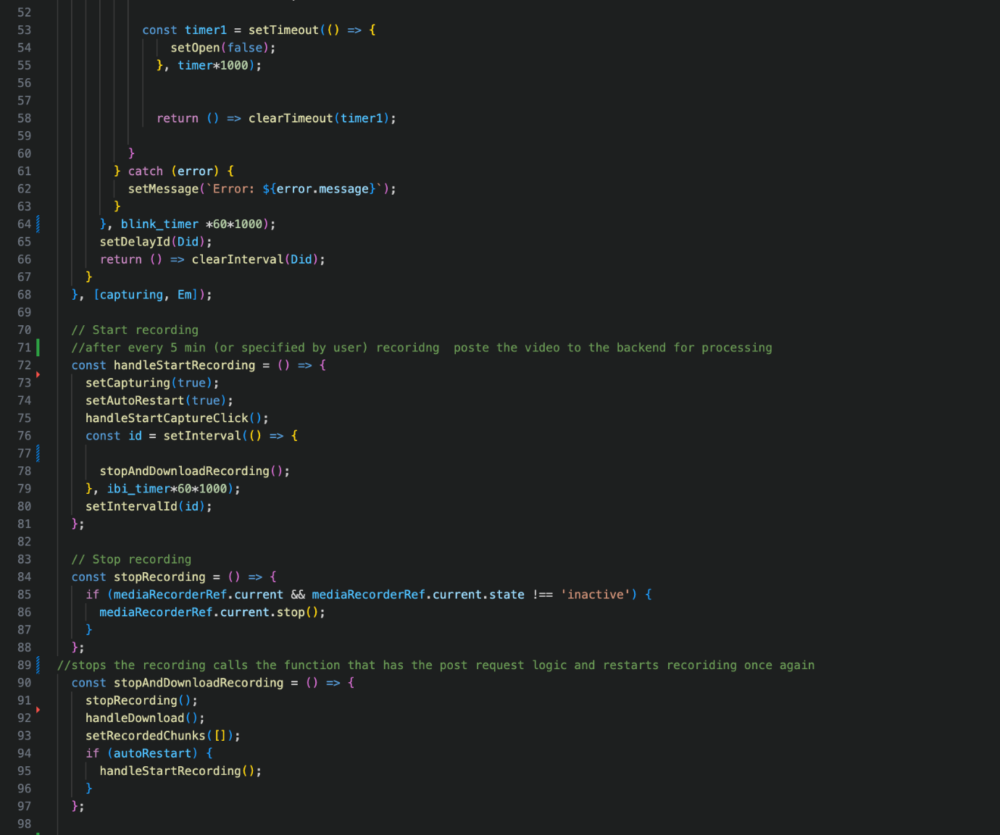 52
53 const timer1 = setTimeout(() => {
54 setOpen(false);
55 }, timer*1000);
56
57
58 return () => clearTimeout(timer1);
59
60 }
61 } catch (error) {
62 setMessage(`Error: ${error.message}`);
63 }
64 }, blink_timer *60*1000);
65 setDelayId(Did);
66 return () => clearInterval(Did);
67 }
68 }, [capturing, Em]);
69
70 // Start recording
71 //after every 5 min (or specified by user) recoridng  poste the video to the backend for processing
72 const handleStartRecording = () => {
73 setCapturing(true);
74 setAutoRestart(true);
75 handleStartCaptureClick();
76 const id = setInterval(() => {
77
78 stopAndDownloadRecording();
79 }, ibi_timer*60*1000);
80 setIntervalId(id);
81 };
82
83 // Stop recording
84 const stopRecording = () => {
85 if (mediaRecorderRef.current && mediaRecorderRef.current.state !== 'inactive') {
86 mediaRecorderRef.current.stop();
87 }
88 };
89 //stops the recording calls the function that has the post request logic and restarts recoriding once again
90 const stopAndDownloadRecording = () => {
91 stopRecording();
92 handleDownload();
93 setRecordedChunks([]);
94 if (autoRestart) {
95 handleStartRecording();
96 }
97 };
98